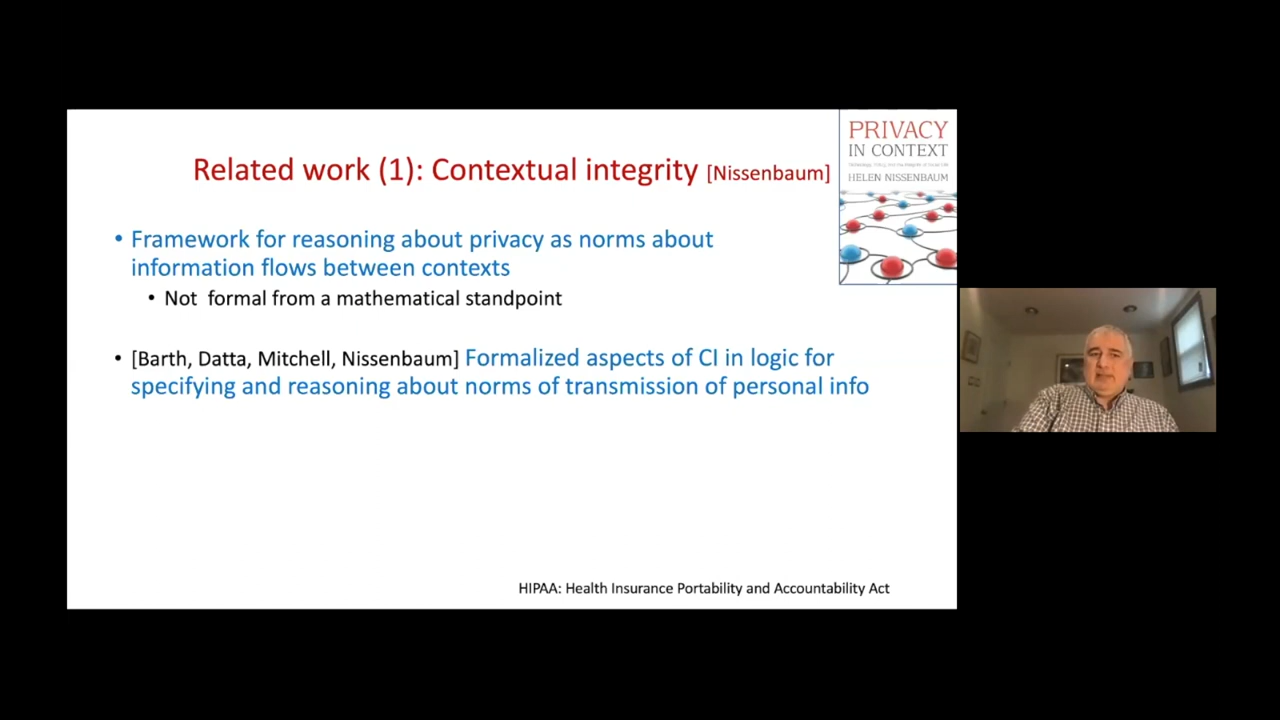 Related work (1): Contextual integrity [Nissenbaum]
PRIVACY
IN CONTEXT
HELEN NISSENBAUM
• Framework for reasoning about privacy as norms about
information flows between contexts
• Not formal from a mathematical standpoint
• [Barth, Datta, Mitchell, Nissenbaum] Formalized aspects of CI in logic for
specifying and reasoning about norms of transmission of personal info
HIPAA: Health Insurance Portability and Accountability Act